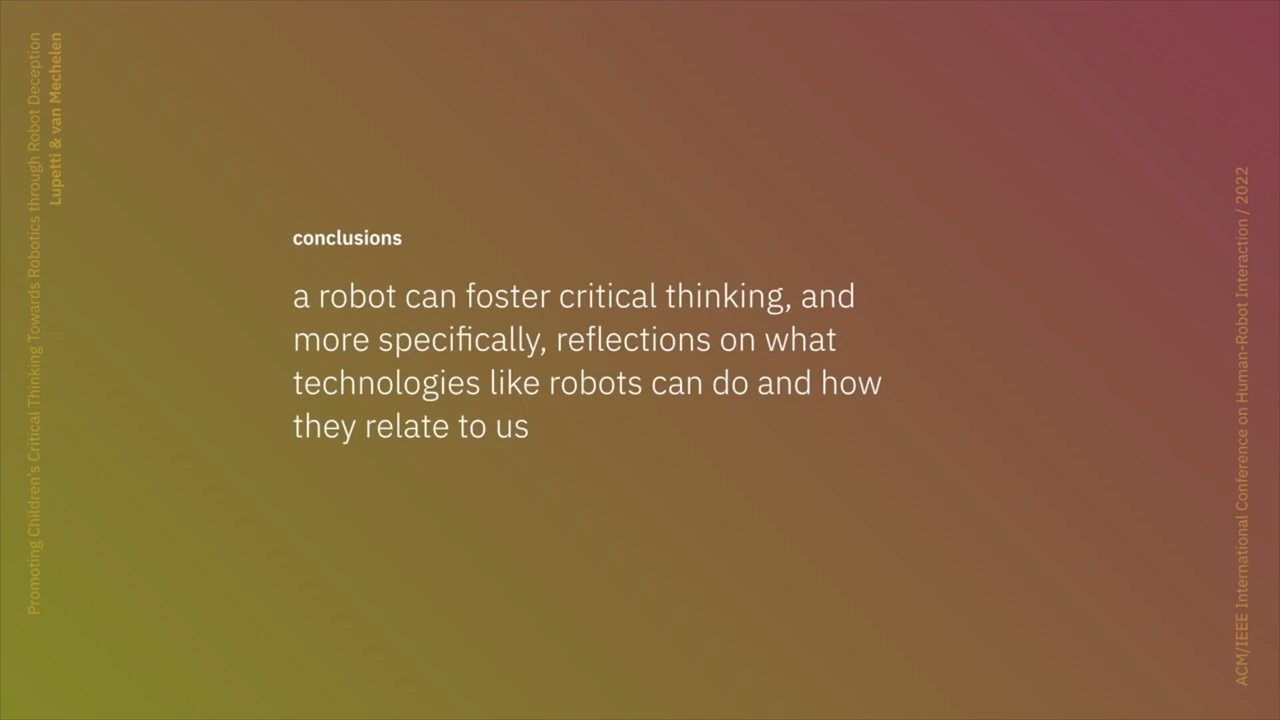 Promoting Children's Critical Thinking Towards Robotics through Robot Deception
Lupetti & van Mechelen
conclusions
a robot can foster critical thinking, and
more specifically, reflections on what
technologies like robots can do and how
they relate to us
ACM/IEEE International Conference on Human-Robot Interaction / 2022